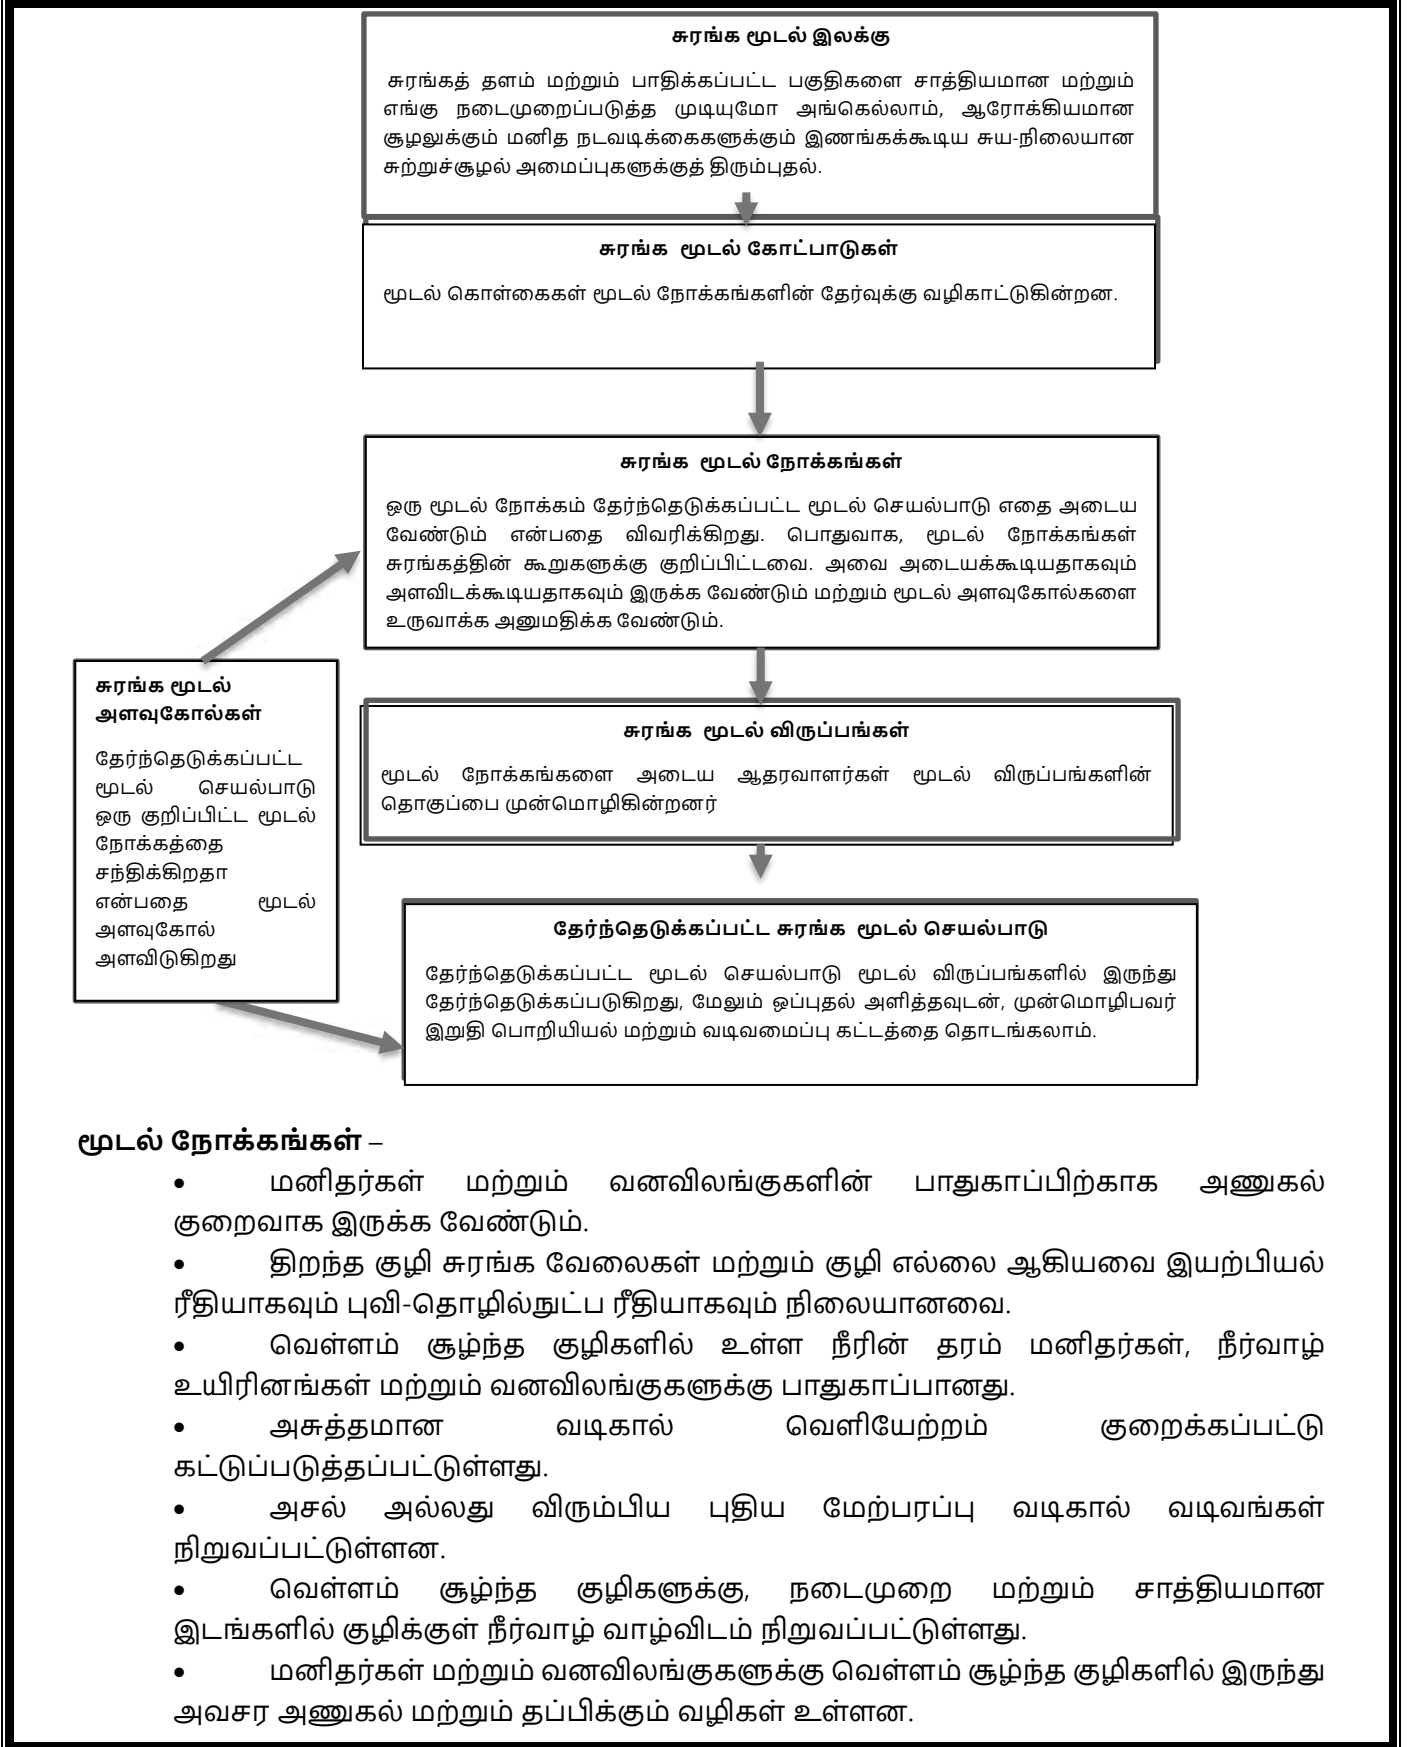 சுரங்க மூடல் இலக்கு
சுரங்கத் தளம் மற்றும் பாதிக்கப்பட்ட பகுதிகளை சாத்தியமான மற்றும்
எங்கு நடைமுறைப்படுத்த முடியுமோ அங்கெல்லாம், ஆரோக்கியமான
சூழலுக்கும் மனித நடவடிக்கைகளுக்கும் இணங்கக்கூடிய சுய-நிலையான
சுற்றுச்சூழல் அமைப்புகளுக்குத் திரும்புதல்.
சுரங்க மூடல் கோட்பாடுகள்
மூடல் கொள்கைகள் மூடல் நோக்கங்களின் தேர்வுக்கு வழிகாட்டுகின்றன.
சுரங்க மூடல் நோக்கங்கள்
ஒரு மூடல் நோக்கம் தேர்ந்தெடுக்கப்பட்ட மூடல் செயல்பாடு எதை அடைய
வேண்டும் என்பதை விவரிக்கிறது. பொதுவாக, மூடல் நோக்கங்கள்
சுரங்கத்தின் கூறுகளுக்கு குறிப்பிட்டவை. அவை அடையக்கூடியதாகவும்
அளவிடக்கூடியதாகவும் இருக்க வேண்டும் மற்றும் மூடல் அளவுகோல்களை
உருவாக்க அனுமதிக்க வேண்டும்.
சுரங்க மூடல்
அளவுகோல்கள்
தேர்ந்தெடுக்கப்பட்ட
மூடல் செயல்பாடு
ஒரு குறிப்பிட்ட மூடல்
நோக்கத்தை
சந்திக்கிறதா
என்பதை மூடல்
அளவுகோல்
அளவிடுகிறது
சுரங்க மூடல் விருப்பங்கள்
மூடல் நோக்கங்களை அடைய ஆதரவாளர்கள் மூடல் விருப்பங்களின்
தொகுப்பை முன்மொழிகின்றனர்
தேர்ந்தெடுக்கப்பட்ட சுரங்க மூடல் செயல்பாடு
தேர்ந்தெடுக்கப்பட்ட மூடல் செயல்பாடு மூடல் விருப்பங்களில் இருந்து
தேர்ந்தெடுக்கப்படுகிறது, மேலும் ஒப்புதல் அளித்தவுடன், முன்மொழிபவர்
இறுதி பொறியியல் மற்றும் வடிவமைப்பு கட்டத்தை தொடங்கலாம்.
மூடல் நோக்கங்கள் –
• மனிதர்கள் மற்றும் வனவிலங்குகளின் பாதுகாப்பிற்காக அணுகல்
குறைவாக இருக்க வேண்டும்.
• திறந்த குழி சுரங்க வேலைகள் மற்றும் குழி எல்லை ஆகியவை இயற்பியல்
ரீதியாகவும் புவி-தொழில்நுட்ப ரீதியாகவும் நிலையானவை.
• வெள்ளம் சூழ்ந்த குழிகளில் உள்ள நீரின் தரம் மனிதர்கள், நீர்வாழ்
உயிரினங்கள் மற்றும் வனவிலங்குகளுக்கு பாதுகாப்பானது.
• அசுத்தமான வடிகால் வெளியேற்றம் குறைக்கப்பட்டு
கட்டுப்படுத்தப்பட்டுள்ளது.
• அசல் அல்லது விரும்பிய புதிய மேற்பரப்பு வடிகால் வடிவங்கள்
நிறுவப்பட்டுள்ளன.
• வெள்ளம் சூழ்ந்த குழிகளுக்கு, நடைமுறை மற்றும் சாத்தியமான
இடங்களில் குழிக்குள் நீர்வாழ் வாழ்விடம் நிறுவப்பட்டுள்ளது.
• மனிதர்கள் மற்றும் வனவிலங்குகளுக்கு வெள்ளம் சூழ்ந்த குழிகளில் இருந்து
அவசர அணுகல் மற்றும் தப்பிக்கும் வழிகள் உள்ளன.